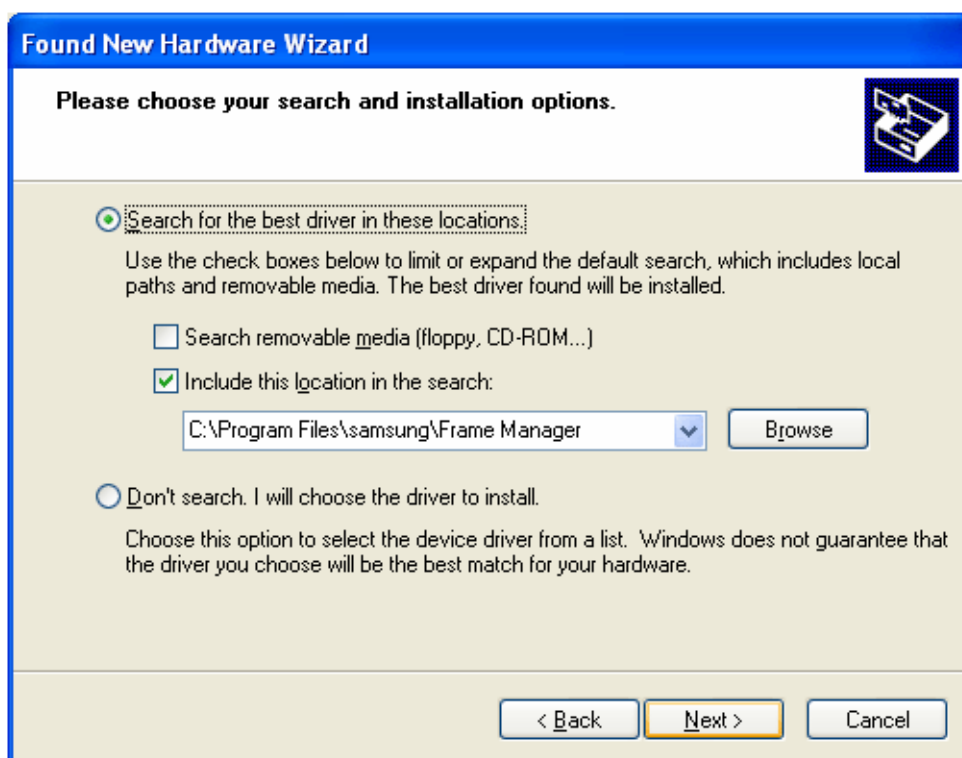 Found New Hardware Wizard
Please choose your search and installation options.
Search for the best driver in these locations.
Use the check boxes below to limit or expand the default search, which includes local
paths and removable media. The best driver found will be installed.
Search removable media (floppy, CD-ROM...)
Include this location in the search:
C:\Program Files\samsung\Frame Manager
Browse
Don't search. I will choose the driver to install.
Choose this option to select the device driver from a list. Windows does not guarantee that
the driver you choose will be the best match for your hardware.
< Back Next > Cancel